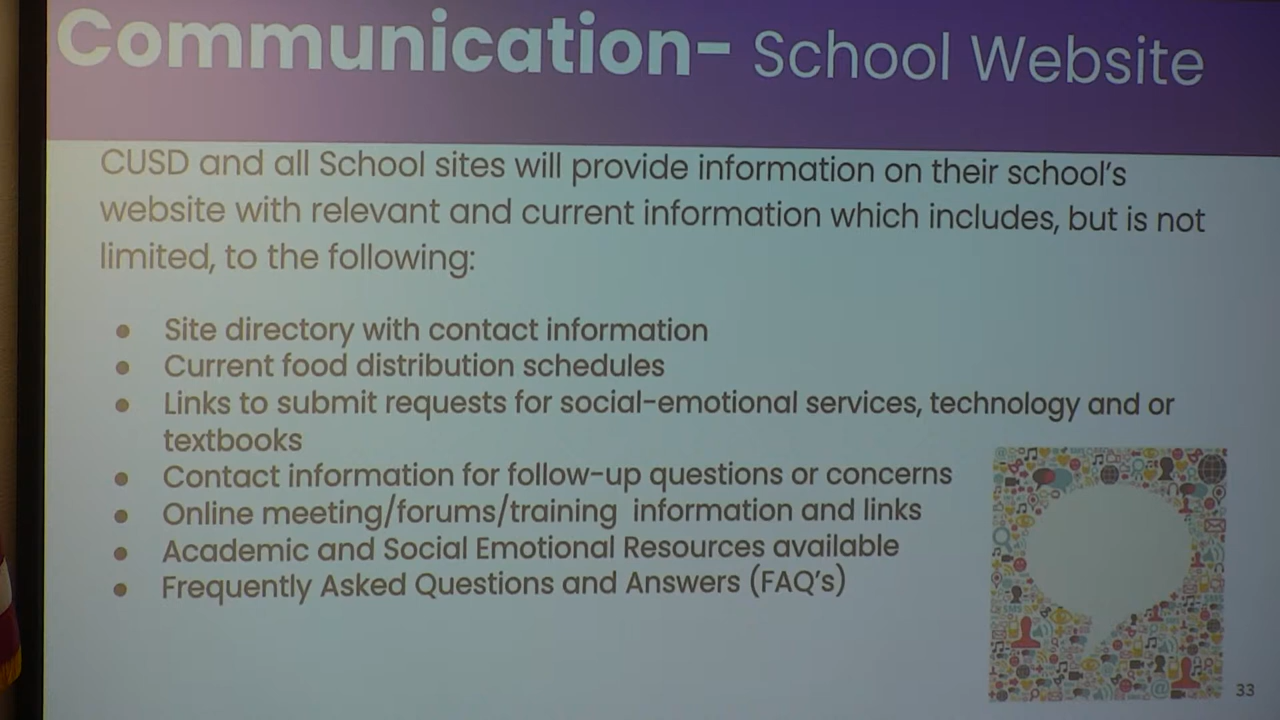 Communication- School Website
CUSD and all School sites will provide information on their school's
website with relevant and current information which includes, but is not
limited, to the following:
● Site directory with contact information
● Current food distribution schedules
● Links to submit requests for social-emotional services, technology and or
textbooks
● Contact information for follow-up questions or concerns
● Online meeting/forums/training information and links
● Academic and Social Emotional Resources available
● Frequently Asked Questions and Answers (FAQ's)
SMS
33